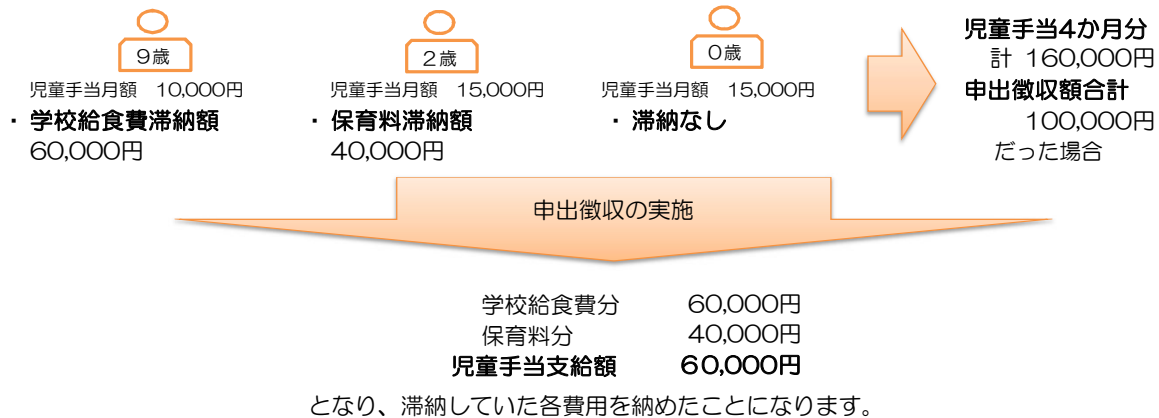 9歳
児童手当月額 10,000円
・学校給食費滞納額
60,000円
2歳
児童手当月額 15,000円
・保育料滞納額
40,000円
0歳
児童手当月額 15,000円
・滞納なし
児童手当4か月分
計 160,000円
申出徴収額合計
100,000円
だった場合
申出徴収の実施
学校給食費分 60,000円
保育料分 40,000円
児童手当支給額 60,000円
となり、滞納していた各費用を納めたことになります。